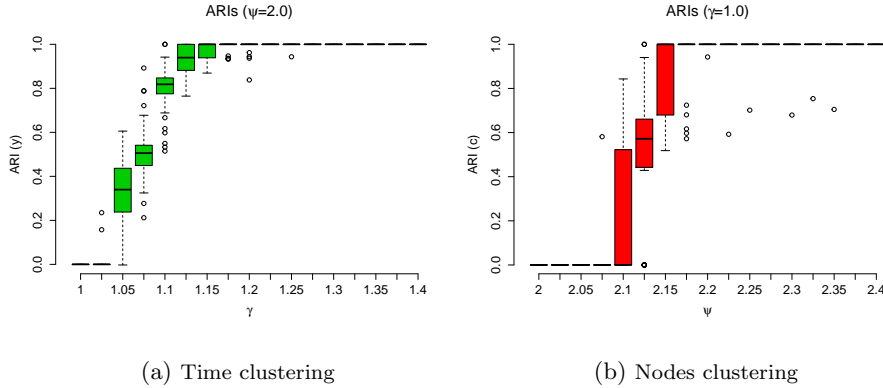 ARIs (ψ=2.0)
ARI (y)
0.0 0.2 0.4 0.6 0.8 1.0
1 1.05 1.1 1.15 1.2 1.25 1.3 1.35 1.4
γ
(a) Time clustering
ARIs (γ=1.0)
ARI (c)
0.0 0.2 0.4 0.6 0.8 1.0
2 2.05 2.1 2.15 2.2 2.25 2.3 2.35 2.4
ψ
(b) Nodes clustering